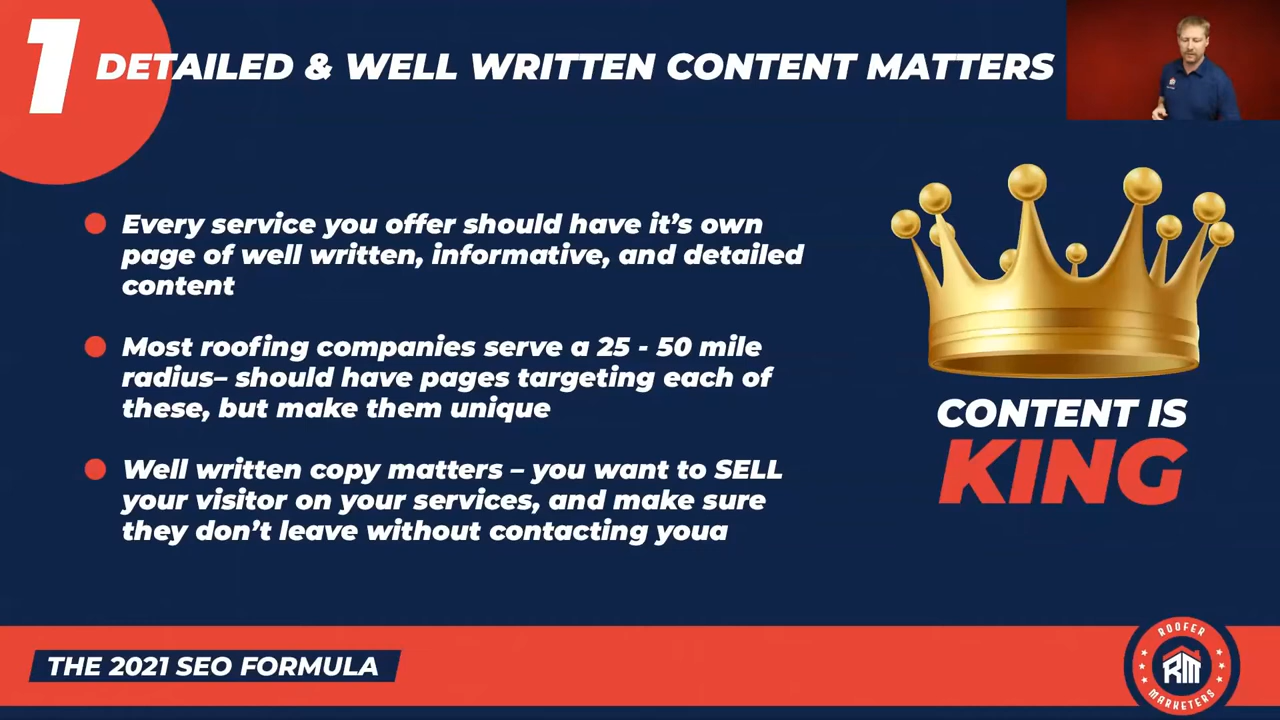 1
DETAILED & WELL WRITTEN CONTENT MATTERS
Every service you offer should have it’s own
page of well written, informative, and detailed
content
Most roofing companies serve a 25 - 50 mile
radius– should have pages targeting each of
these, but make them unique
Well written copy matters – you want to SELL
your visitor on your services, and make sure
they don’t leave without contacting youa
CONTENT IS
KING
THE 2021 SEO FORMULA
ROOFER
RM
MARKETERS